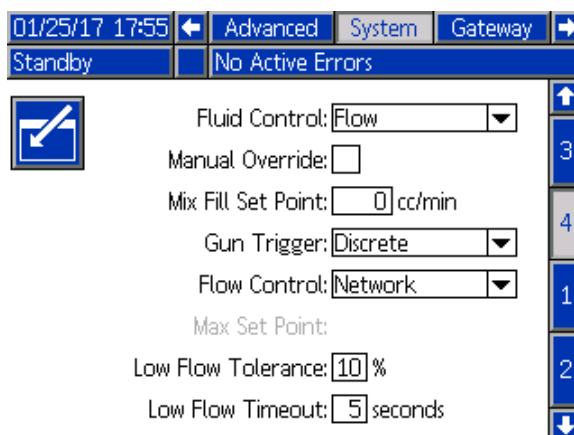 01/25/17 17:55 Advanced System Gateway
Standby No Active Errors
Fluid Control: Flow
Manual Override:
Mix Fill Set Point: 0 cc/min
Gun Trigger: Discrete
Flow Control: Network
Max Set Point:
Low Flow Tolerance: 10 %
Low Flow Timeout: 5 seconds
3
4
1
2